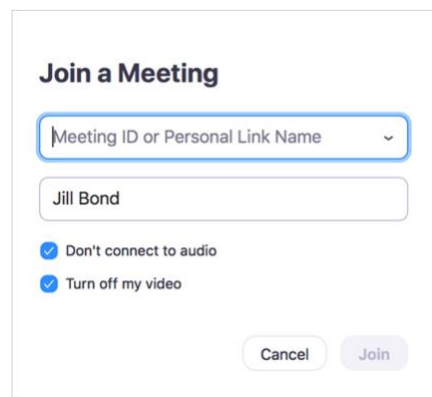 Join a Meeting
Meeting ID or Personal Link Name
Jill Bond
Don't connect to audio
Turn off my video
Cancel Join